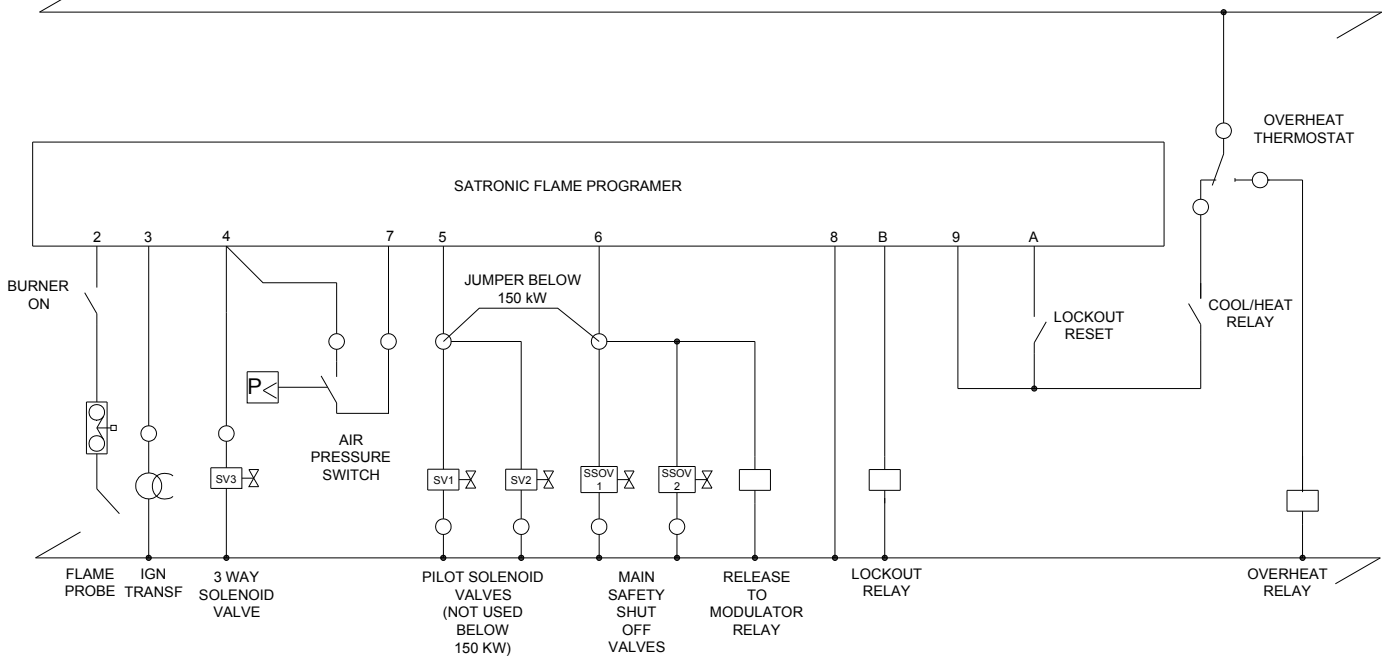 OVERHEAT
THERMOSTAT
SATRONIC FLAME PROGRAMER
2 3 4 7 5 6 8 B 9 A
BURNER
ON
JUMPER BELOW
150 kW
LOCKOUT
RESET
COOL/HEAT
RELAY
P<
AIR
PRESSURE
SWITCH
SV3
SV1
SV2
SSOV
1
SSOV
2
FLAME
PROBE
IGN
TRANSF
3 WAY
SOLENOID
VALVE
PILOT SOLENOID
VALVES
(NOT USED
BELOW
150 KW)
MAIN
SAFETY
SHUT
OFF
VALVES
RELEASE
TO
MODULATOR
RELAY
LOCKOUT
RELAY
OVERHEAT
RELAY